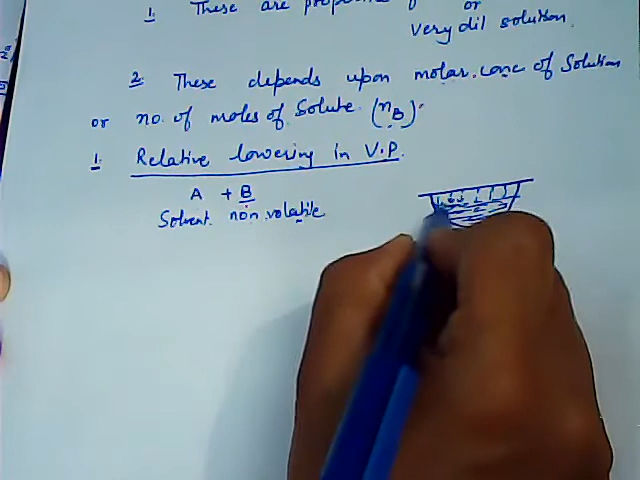 1. These are
or
very dil solution.
2. These depends upon molar conc of Solution
or no. of moles of Solute (nB)
1. Relative lowering in V.P.
A + B
Solvent non volatile